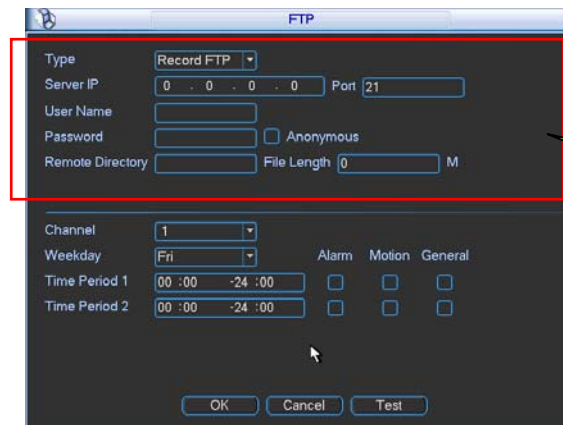 FTP
Type Record FTP
Server IP 0 . 0 . 0 . 0 Port 21
User Name
Password Anonymous
Remote Directory File Length 0 M
Channel 1
Weekday Fri Alarm Motion General
Time Period 1 00 :00 -24 :00
Time Period 2 00 :00 -24 :00
OK Cancel Test